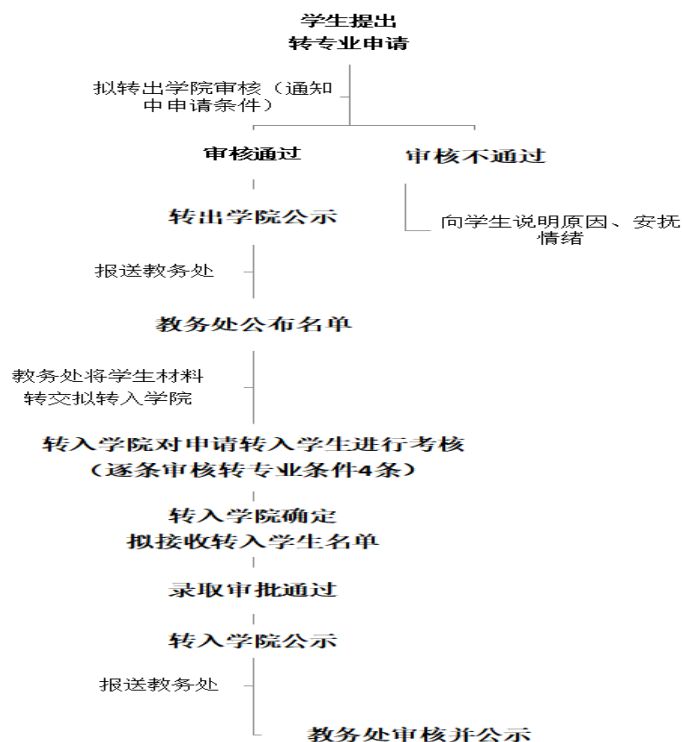 学生提出
转专业申请
拟转出学院审核（通知
中申请条件）
审核通过
审核不通过
转出学院公示
向学生说明原因、安抚
情绪
报送教务处
教务处公布名单
教务处将学生材料
转交拟转入学院
转入学院对申请转入学生进行考核
（逐条审核转专业条件4条）
转入学院确定
拟接收转入学生名单
录取审批通过
转入学院公示
报送教务处
教务处审核并公示